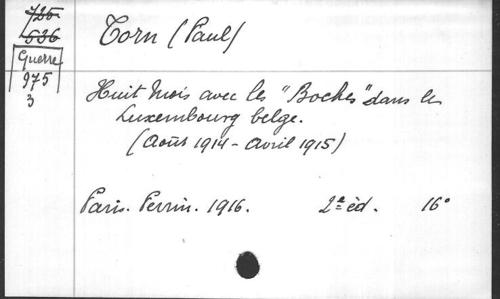 725
536
Guerre
975
3
Torn (Paul)
Huit Mois avec les "Boches" dans le
Luxembourg belge.
(Août 1914 - Avril 1915)
Paris. Perrin. 1916. 2e éd. 16°